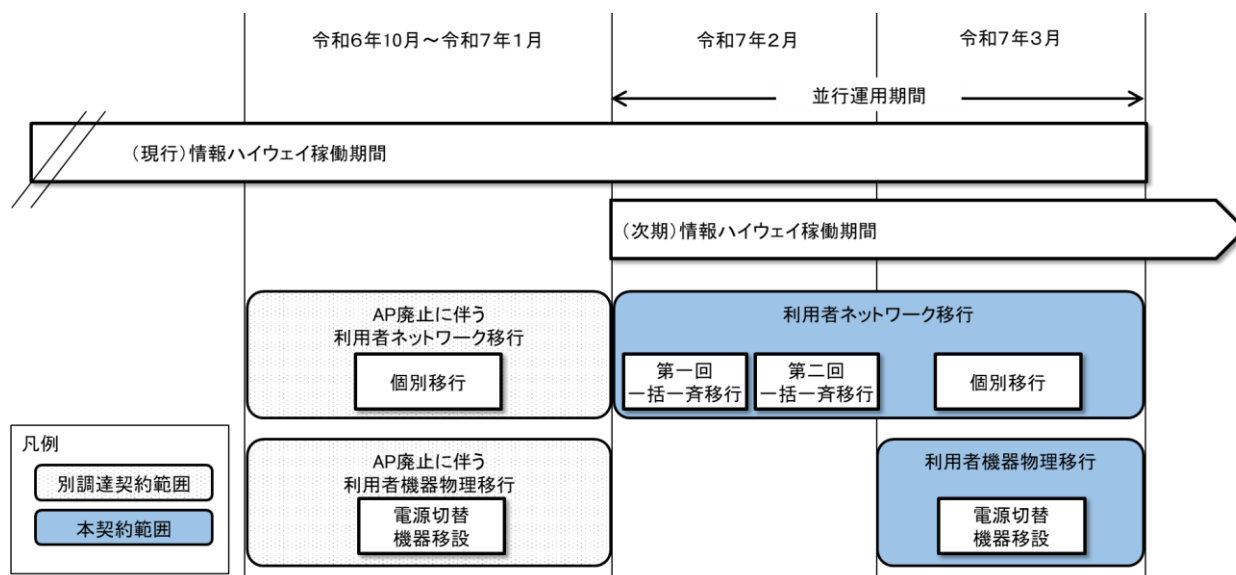 令和6年10月～令和7年1月
令和7年2月
令和7年3月
並行運用期間
（現行）情報ハイウェイ稼働期間
（次期）情報ハイウェイ稼働期間
AP廃止に伴う
利用者ネットワーク移行
個別移行
利用者ネットワーク移行
第一回
一括一斉移行
第二回
一括一斉移行
個別移行
AP廃止に伴う
利用者機器物理移行
電源切替
機器移設
利用者機器物理移行
電源切替
機器移設
凡例
別調達契約範囲
本契約範囲